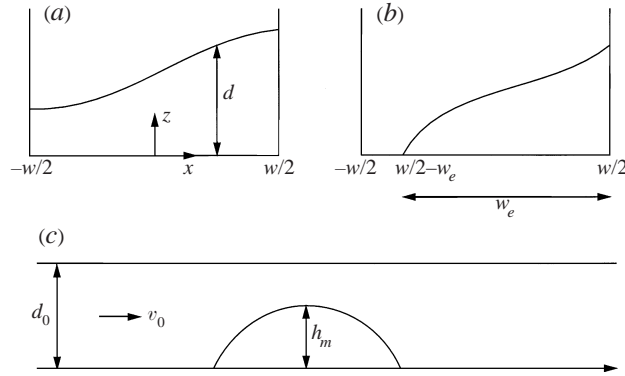 (a)
(b)
d
z
x
–w/2
w/2
–w/2
w/2–w_e
w/2
w_e
(c)
d_0
v_0
h_m